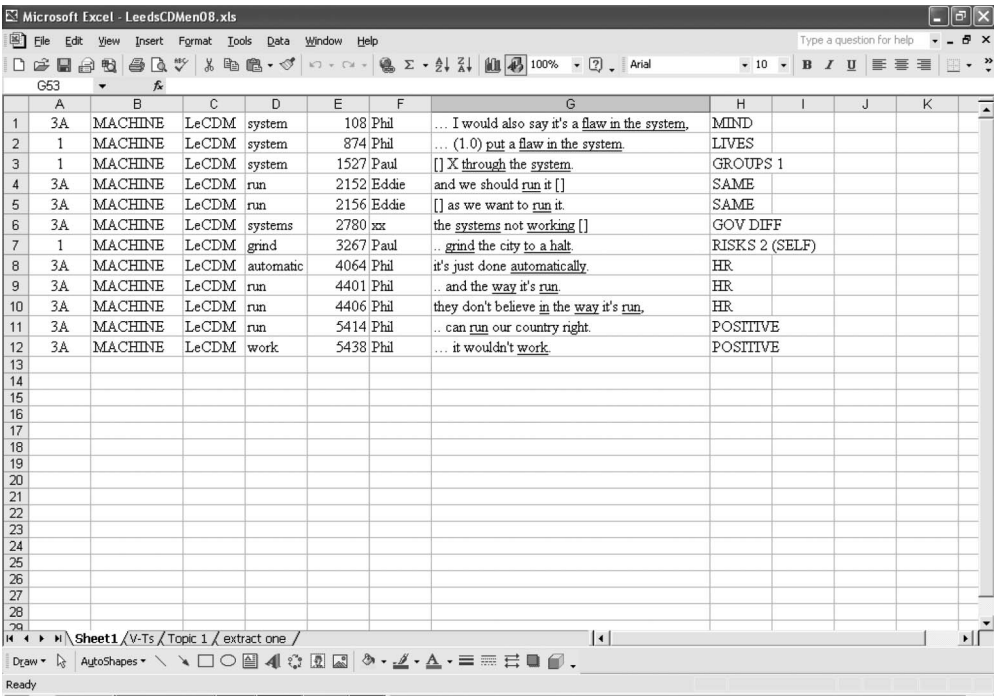 Microsoft Excel - LeedsCDMen08.xls
File Edit View Insert Format Tools Data Window Help Type a question for help
100% Arial 10 B I U
G53 fx
A B C D E F G H I J K
1 3A MACHINE LeCDM system 108 Phil … I would also say it's a flaw in the system, MIND
2 1 MACHINE LeCDM system 874 Phil … (1.0) put a flaw in the system. LIVES
3 1 MACHINE LeCDM system 1527 Paul [] X through the system. GROUPS 1
4 3A MACHINE LeCDM run 2152 Eddie and we should run it [] SAME
5 3A MACHINE LeCDM run 2156 Eddie [] as we want to run it. SAME
6 3A MACHINE LeCDM systems 2780 xx the systems not working [] GOV DIFF
7 1 MACHINE LeCDM grind 3267 Paul .. grind the city to a halt. RISKS 2 (SELF)
8 3A MACHINE LeCDM automatic 4064 Phil it's just done automatically. HR
9 3A MACHINE LeCDM run 4401 Phil .. and the way it's run. HR
10 3A MACHINE LeCDM run 4406 Phil they don't believe in the way it's run, HR
11 3A MACHINE LeCDM run 5414 Phil .. can run our country right. POSITIVE
12 3A MACHINE LeCDM work 5438 Phil … it wouldn't work. POSITIVE
13
14
15
16
17
18
19
20
21
22
23
24
25
26
27
28
29
Sheet1 / V-Ts / Topic 1 / extract one /
Draw AutoShapes
Ready